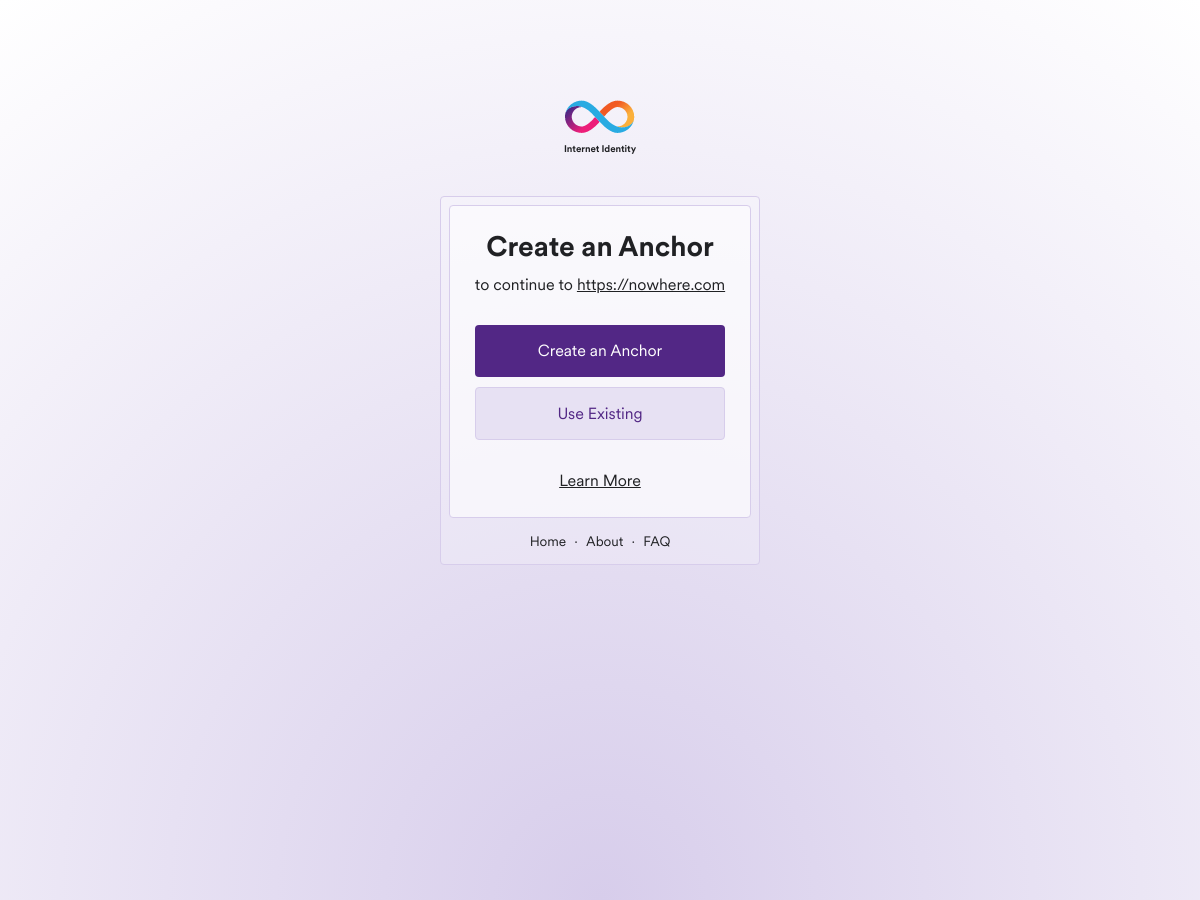 Internet Identity
Create an Anchor
to continue to https://nowhere.com
Create an Anchor
Use Existing
Learn More
Home · About · FAQ